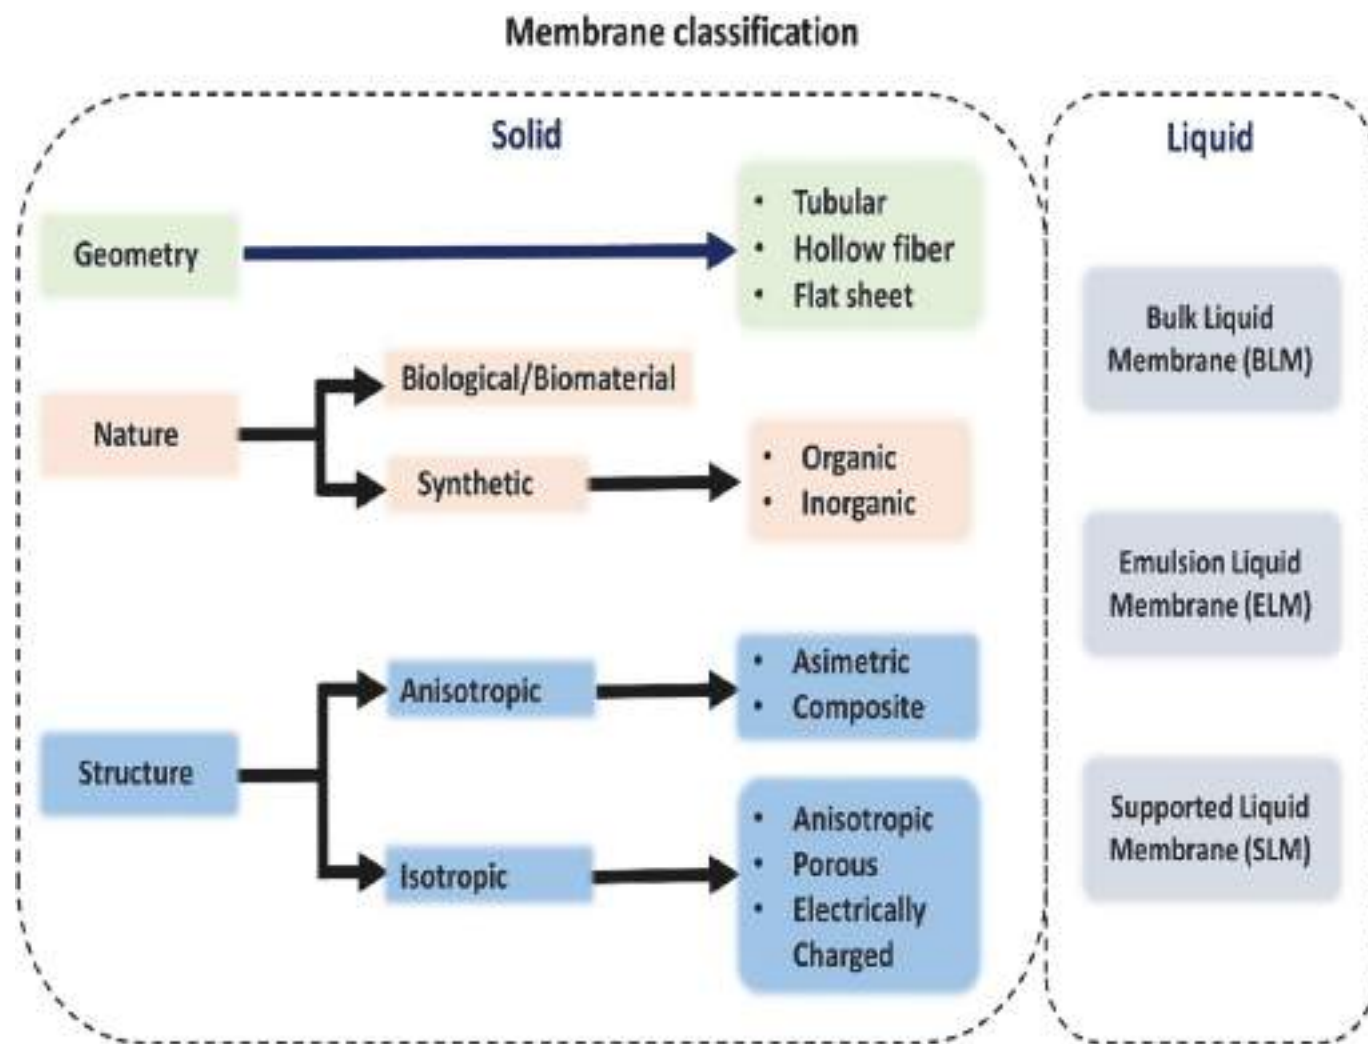 Membrane classification
Solid
Geometry
• Tubular
• Hollow fiber
• Flat sheet
Nature
Biological/Biomaterial
Synthetic
• Organic
• Inorganic
Structure
Anisotropic
• Asimetric
• Composite
Isotropic
• Anisotropic
• Porous
• Electrically
Charged
Liquid
Bulk Liquid
Membrane (BLM)
Emulsion Liquid
Membrane (ELM)
Supported Liquid
Membrane (SLM)